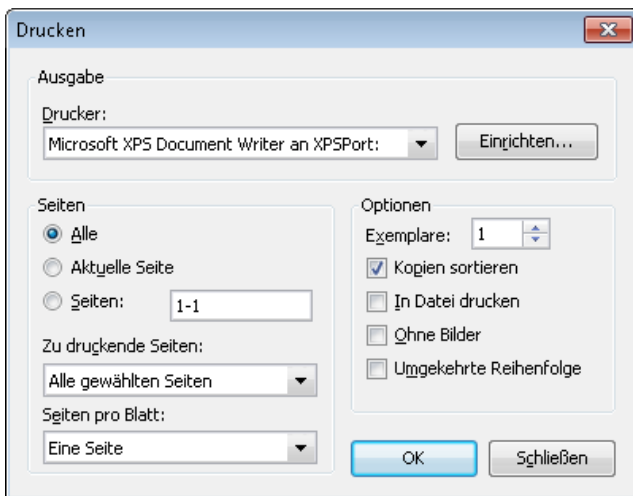 Drucken
Ausgabe
Drucker:
Microsoft XPS Document Writer an XPSPort:
Einrichten...
Seiten
Alle
Aktuelle Seite
Seiten: 1-1
Zu druckende Seiten:
Alle gewählten Seiten
Seiten pro Blatt:
Eine Seite
Optionen
Exemplare: 1
Kopien sortieren
In Datei drucken
Ohne Bilder
Umgekehrte Reihenfolge
OK
Schließen